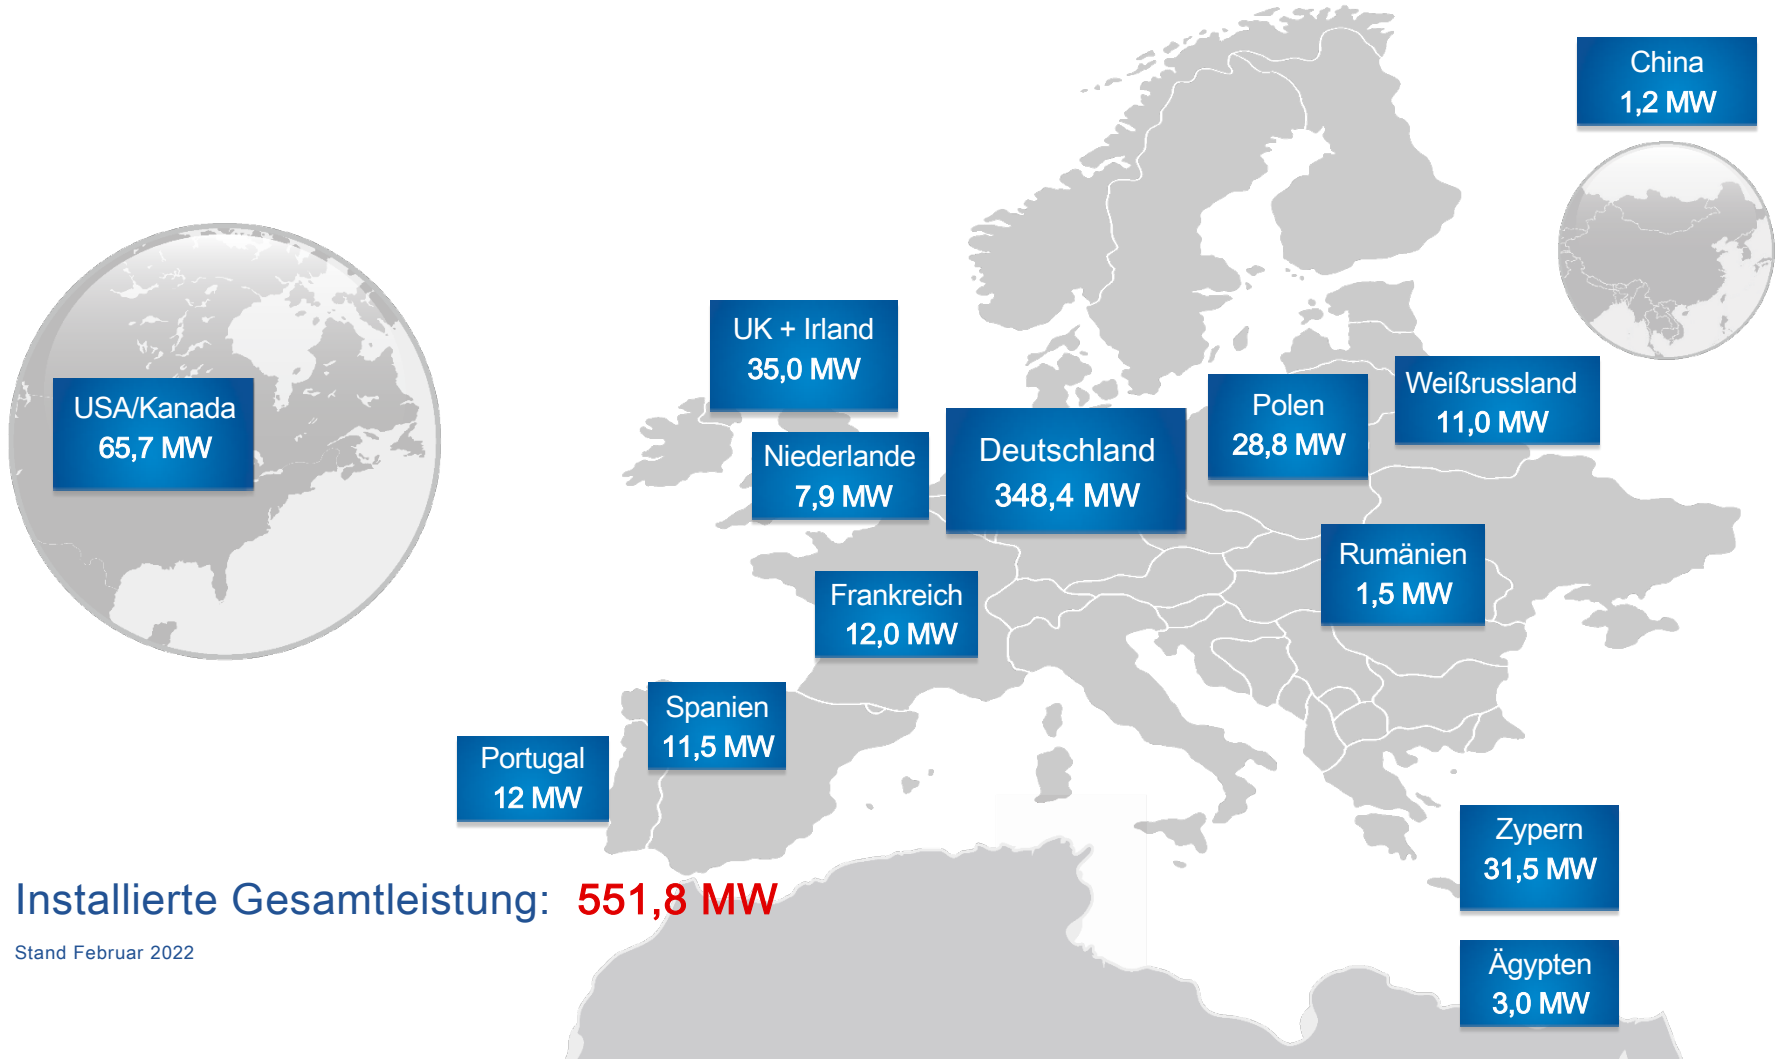 China
1,2 MW
UK + Irland
35,0 MW
USA/Kanada
65,7 MW
Weißrussland
11,0 MW
Polen
28,8 MW
Niederlande
7,9 MW
Deutschland
348,4 MW
Rumänien
1,5 MW
Frankreich
12,0 MW
Spanien
11,5 MW
Portugal
12 MW
Zypern
31,5 MW
Installierte Gesamtleistung: 551,8 MW
Stand Februar 2022
Ägypten
3,0 MW